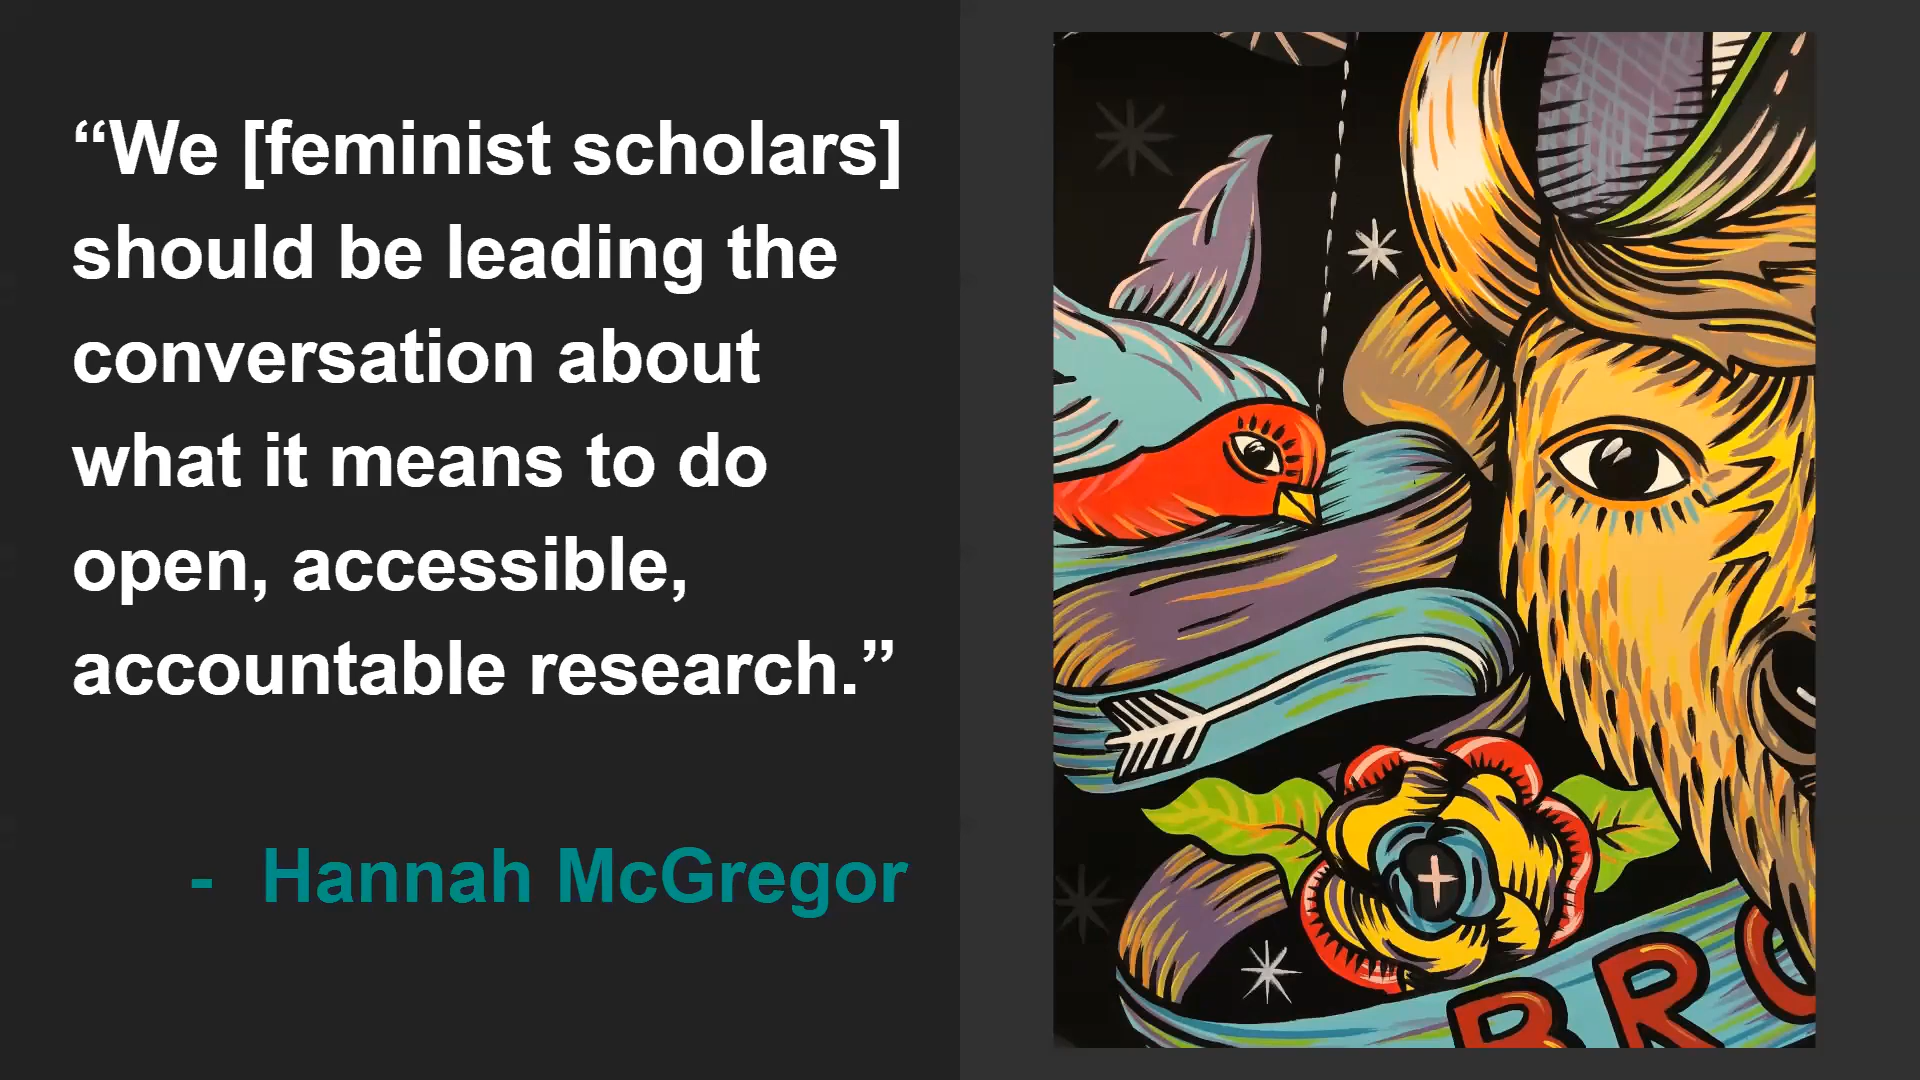 “We [feminist scholars]
should be leading the
conversation about
what it means to do
open, accessible,
accountable research.”
- Hannah McGregor
BRO